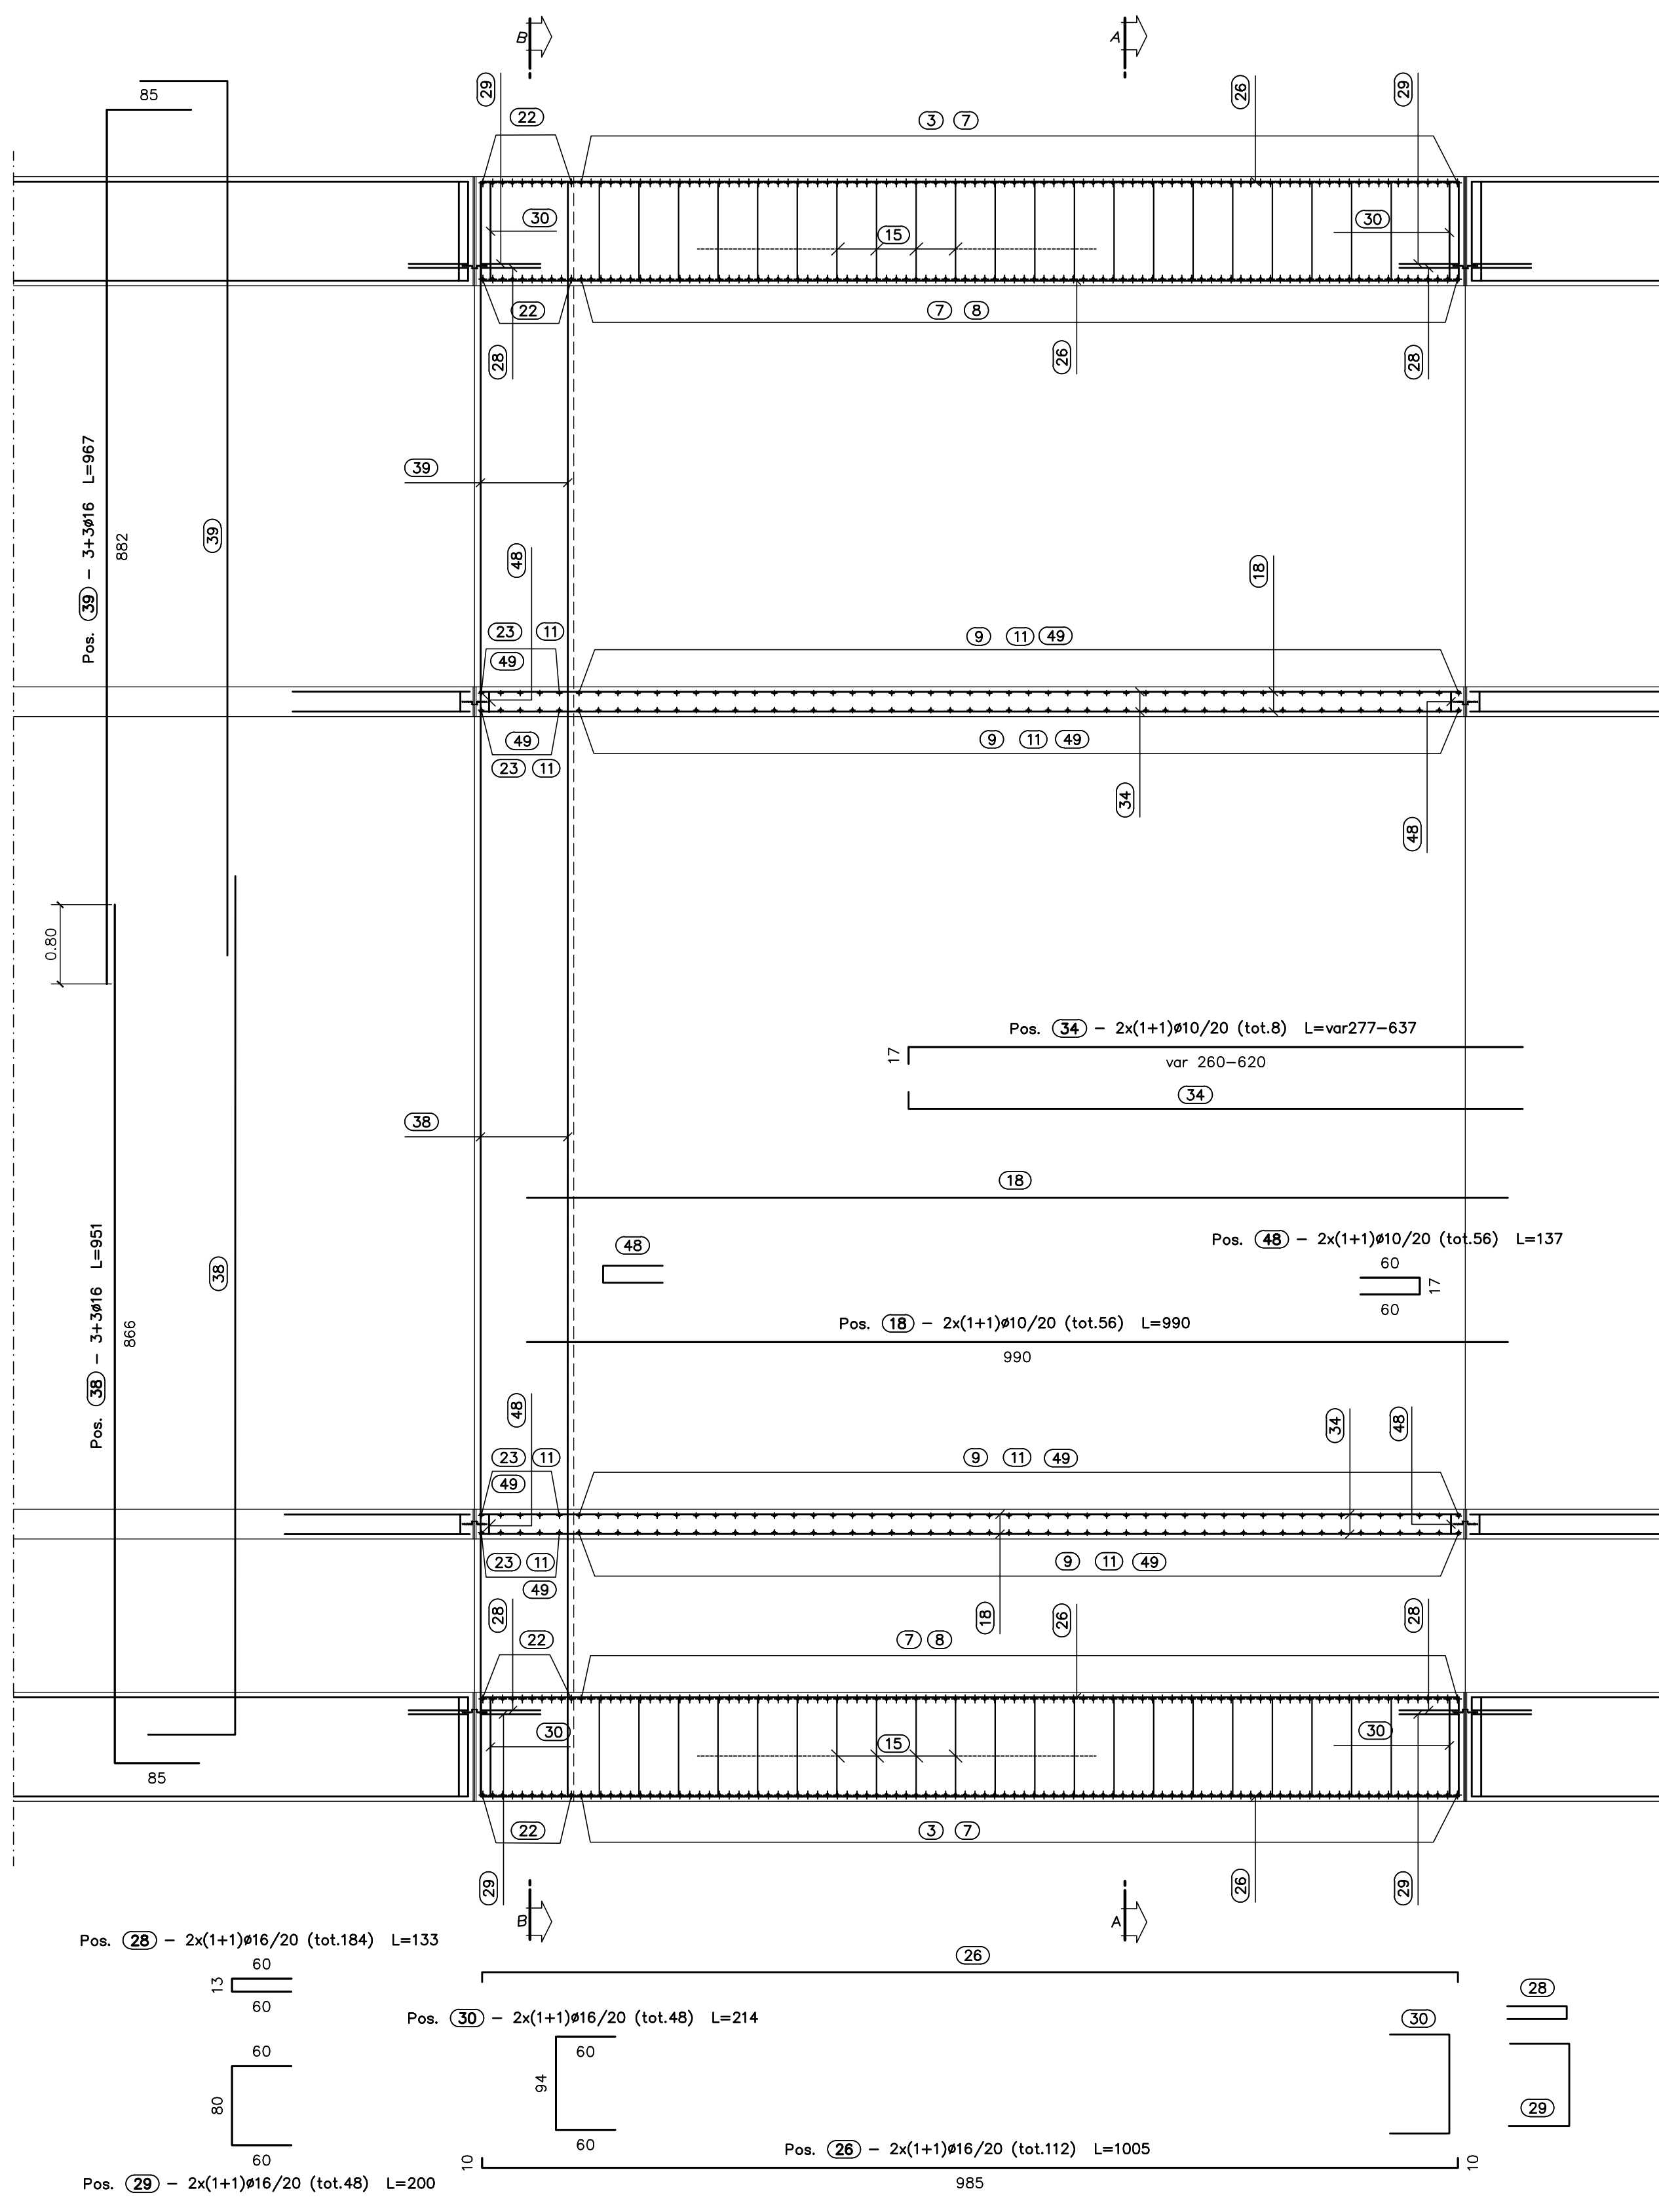 B A
29 26 29
85
22 3 7
30 15 30
22 7 8
28 26 28
Pos. 39 – 3+3ø16 L=967
882
39
39
48 18
23 11 9 11 49
49
49 9 11 49
23 11
34
48
0.80
Pos. 34 – 2x(1+1)ø10/20 (tot.8) L=var277–637
17
var 260–620
34
38
18
Pos. 48 – 2x(1+1)ø10/20 (tot.56) L=137
48
60
17
60
Pos. 38 – 3+3ø16 L=951
866
38
Pos. 18 – 2x(1+1)ø10/20 (tot.56) L=990
990
48 34 48
23 11 9 11 49
49
23 11 9 11 49
49
28 18 26 28
22 7 8
30 15 30
85
22 3 7
29 26 29
B A
Pos. 28 – 2x(1+1)ø16/20 (tot.184) L=133
60
13
60
26
28
Pos. 30 – 2x(1+1)ø16/20 (tot.48) L=214
30
60
94
60
60
80
60
29
Pos. 26 – 2x(1+1)ø16/20 (tot.112) L=1005
10 10
985
Pos. 29 – 2x(1+1)ø16/20 (tot.48) L=200